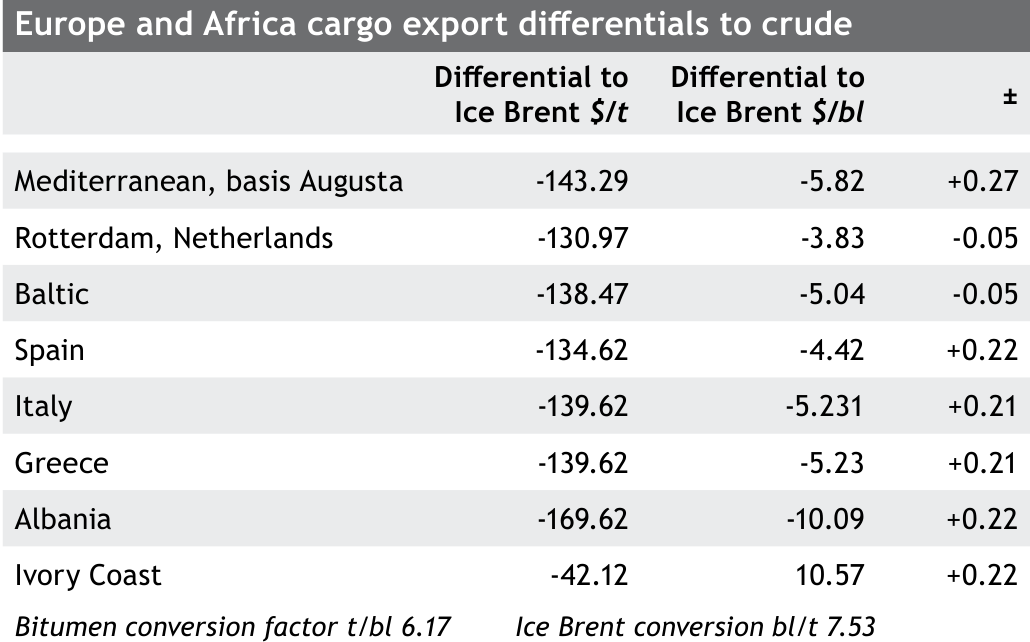 Europe and Africa cargo export differentials to crude
Differential to Ice Brent $/t Differential to Ice Brent $/bl ±
Mediterranean, basis Augusta -143.29 -5.82 +0.27
Rotterdam, Netherlands -130.97 -3.83 -0.05
Baltic -138.47 -5.04 -0.05
Spain -134.62 -4.42 +0.22
Italy -139.62 -5.231 +0.21
Greece -139.62 -5.23 +0.21
Albania -169.62 -10.09 +0.22
Ivory Coast -42.12 10.57 +0.22
Bitumen conversion factor t/bl 6.17 Ice Brent conversion bl/t 7.53